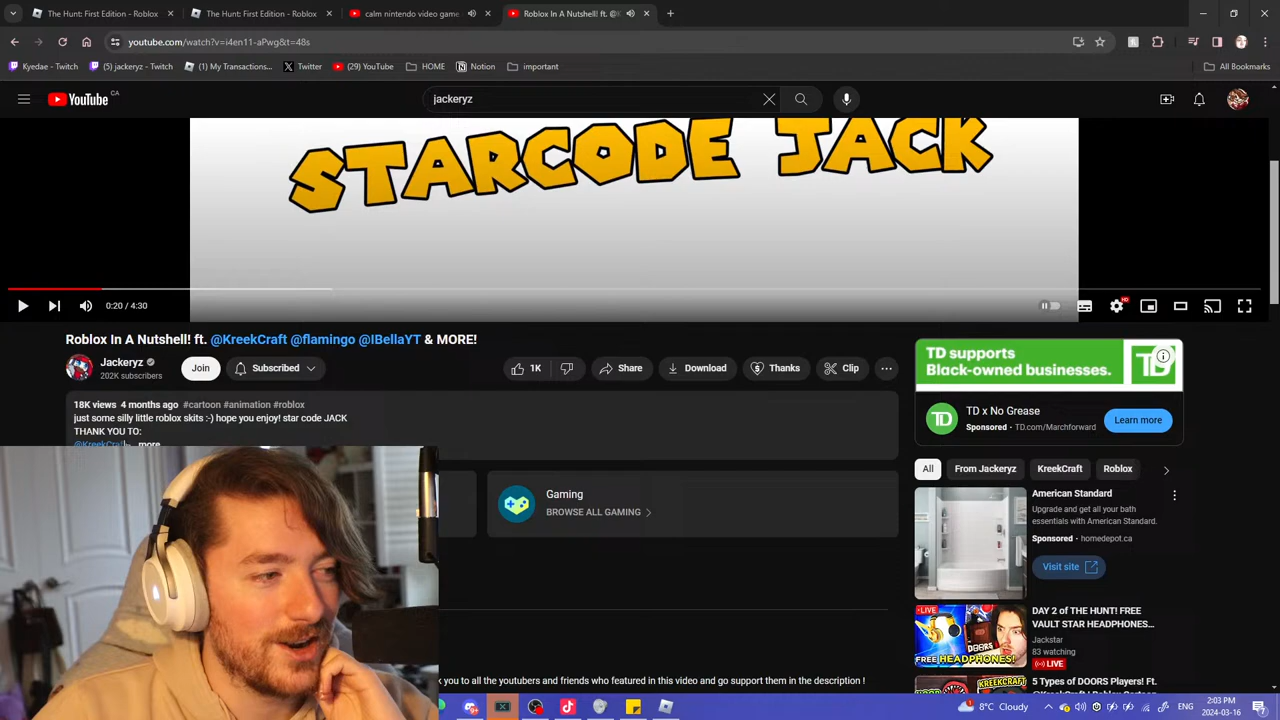 The Hunt: First Edition - Roblox
The Hunt: First Edition - Roblox
calm nintendo video game
Roblox In A Nutshell! ft. @K
youtube.com/watch?v=i4en11-aPwg&t=48s
Kyedae - Twitch
(5) jackeryz - Twitch
(1) My Transactions...
Twitter
(29) YouTube
HOME
Notion
important
All Bookmarks
YouTube CA
jackeryz
STARCODE JACK
0:20 / 4:30
HD
Roblox In A Nutshell! ft. @KreekCraft @flamingo @IBellaYT & MORE!
Jackeryz
202K subscribers
Join
Subscribed
1K
Share
Download
Thanks
Clip
18K views 4 months ago #cartoon #animation #roblox
just some silly little roblox skits :-) hope you enjoy! star code JACK
THANK YOU TO:
@KreekCraft
...more
Gaming
BROWSE ALL GAMING
k you to all the youtubers and friends who featured in this video and go support them in the description !
TD supports
Black-owned businesses.
TD
TD
TD x No Grease
Sponsored · TD.com/Marchforward
Learn more
All
From Jackeryz
KreekCraft
Roblox
American Standard
Upgrade and get all your bath
essentials with American Standard.
Sponsored · homedepot.ca
Visit site
LIVE
DOORS
FREE HEADPHONES!
DAY 2 of THE HUNT! FREE
VAULT STAR HEADPHONES...
Jackstar
83 watching
LIVE
5 Types of DOORS Players! Ft.
8°C Cloudy
ENG
2:03 PM
2024-03-16